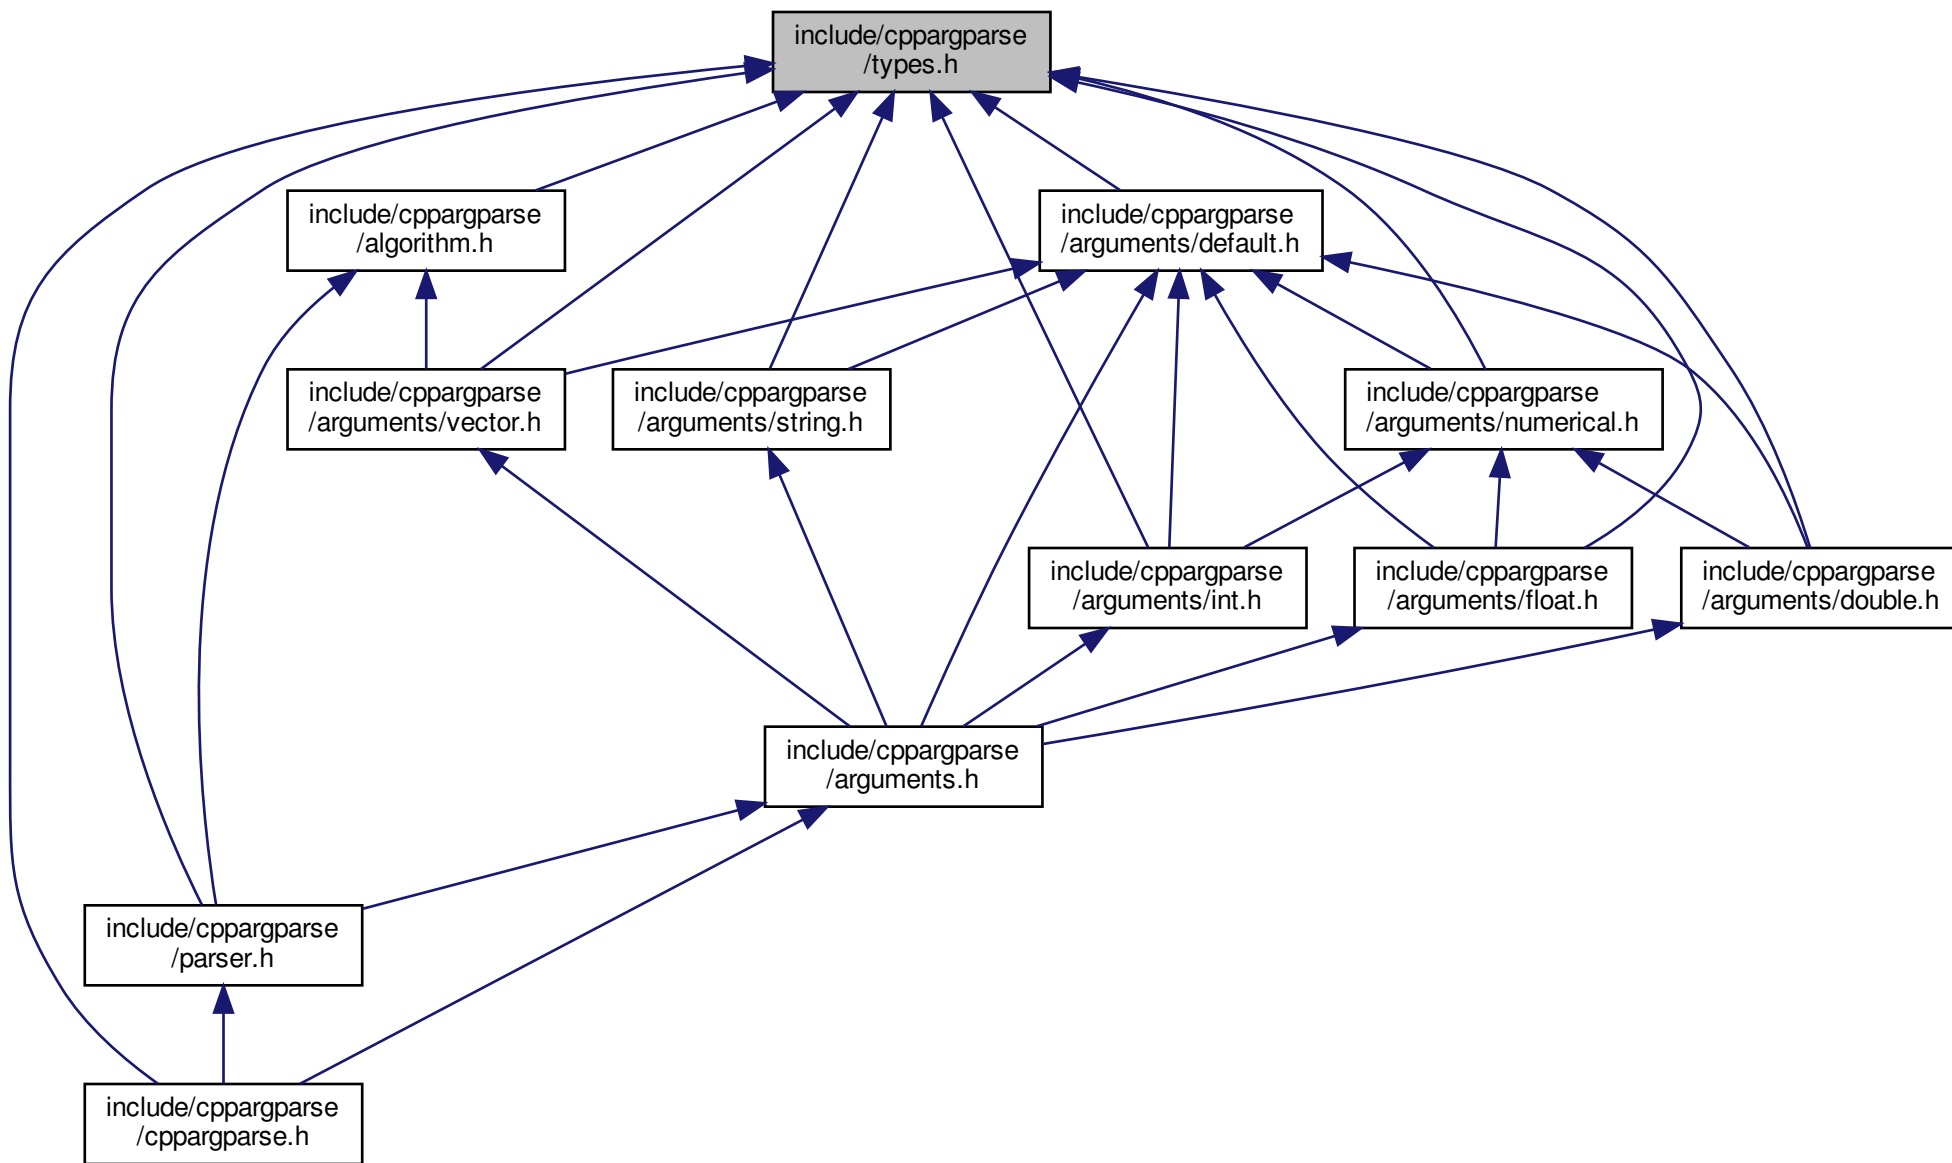 include/cppargparse
/types.h
include/cppargparse
/algorithm.h
include/cppargparse
/arguments/default.h
include/cppargparse
/arguments/vector.h
include/cppargparse
/arguments/string.h
include/cppargparse
/arguments/numerical.h
include/cppargparse
/arguments/int.h
include/cppargparse
/arguments/float.h
include/cppargparse
/arguments/double.h
include/cppargparse
/arguments.h
include/cppargparse
/parser.h
include/cppargparse
/cppargparse.h